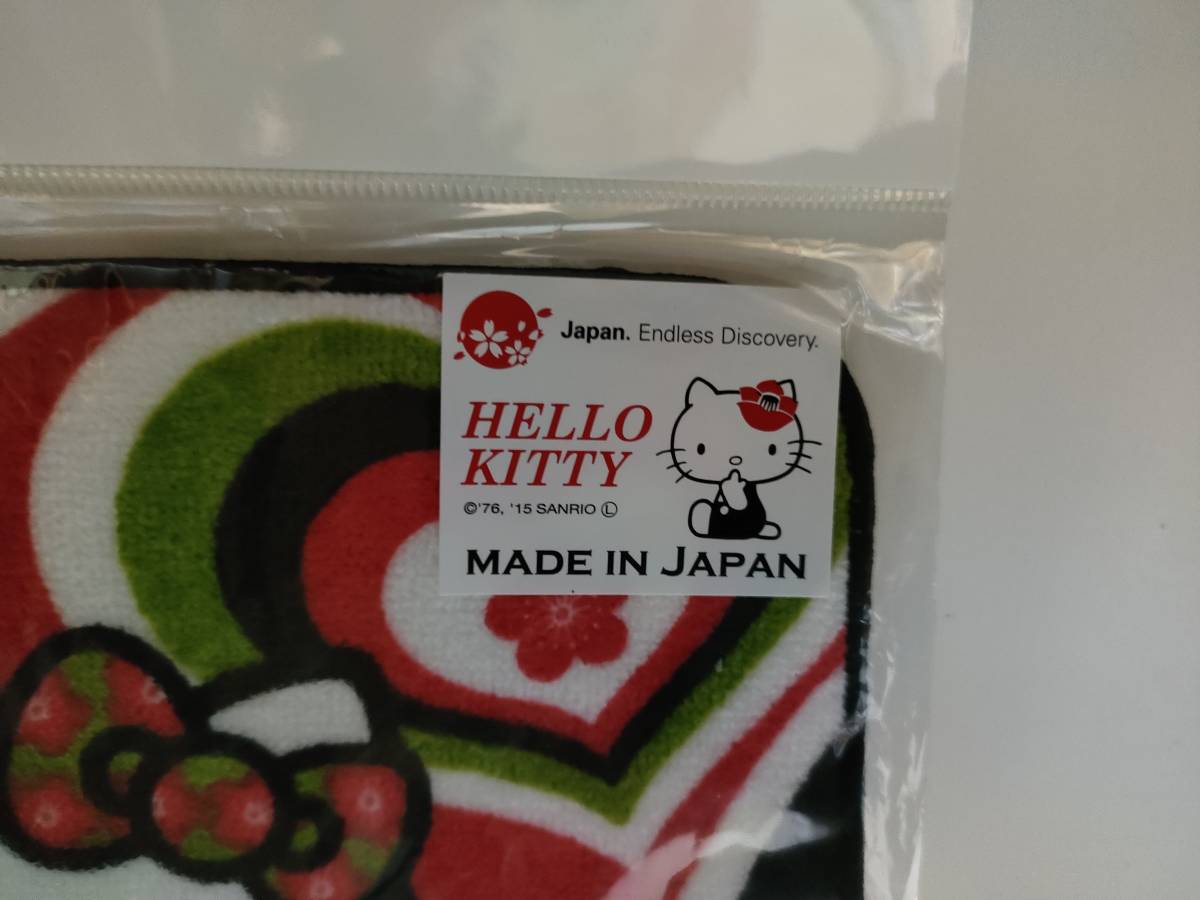 Japan. Endless Discovery.
HELLO
KITTY
©'76, '15 SANRIO Ⓛ
MADE IN JAPAN